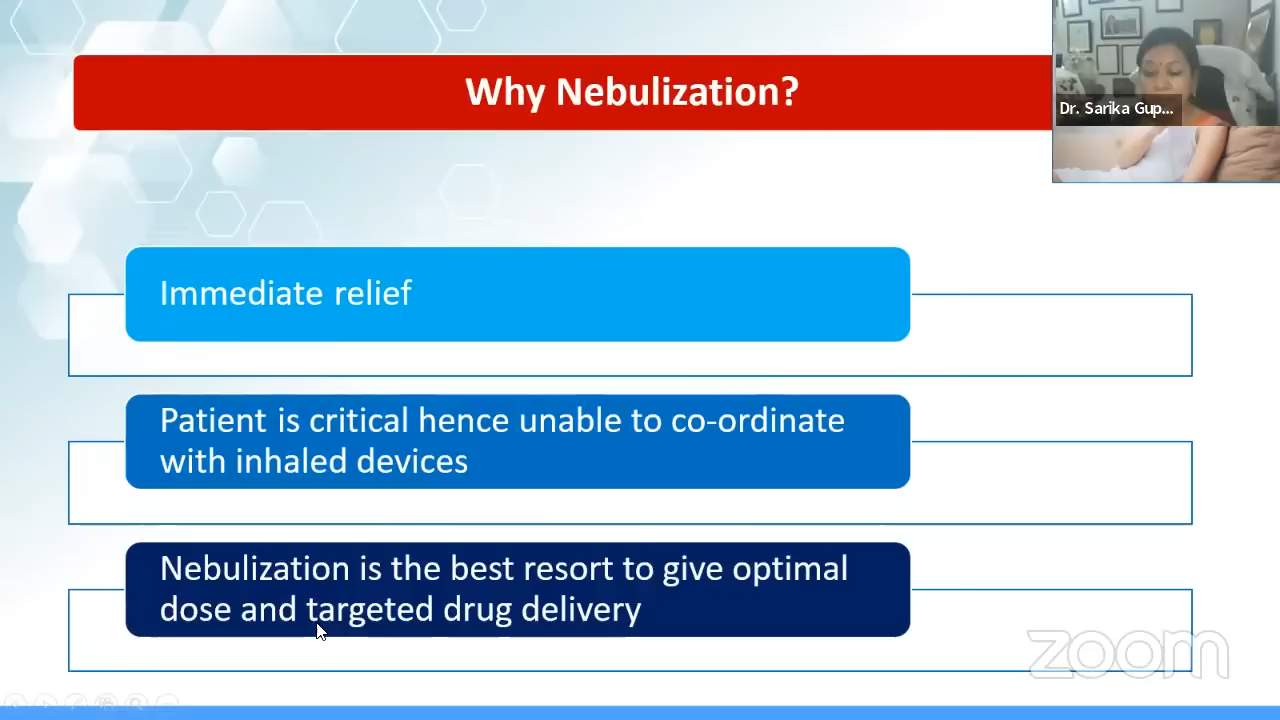 Why Nebulization?
Dr. Sarika Gup...
Immediate relief
Patient is critical hence unable to co-ordinate
with inhaled devices
Nebulization is the best resort to give optimal
dose and targeted drug delivery
zoom